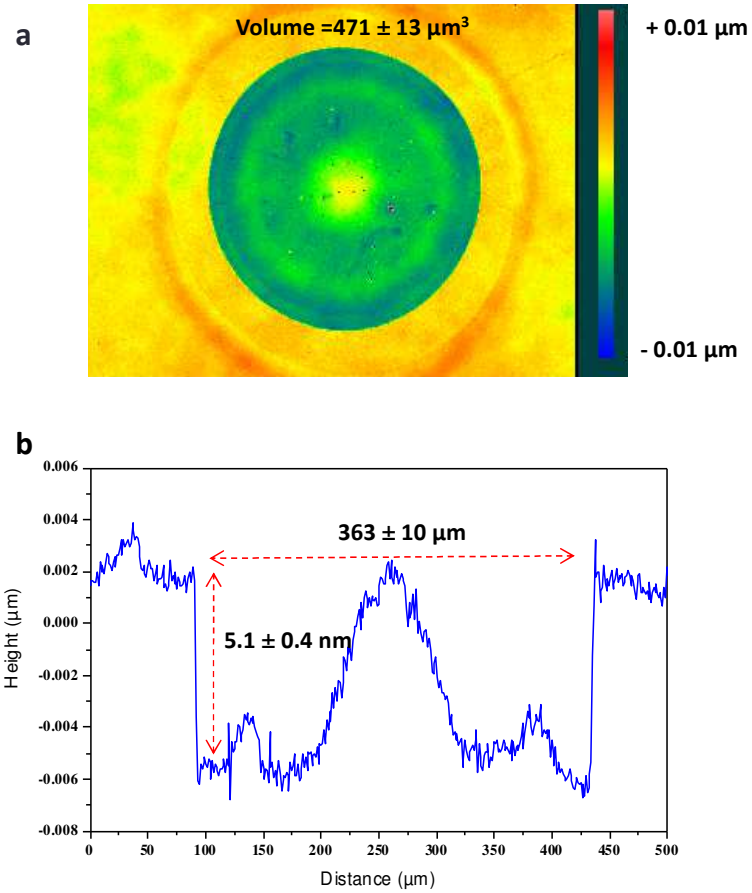 a
Volume =471 ± 13 µm³
+ 0.01 µm
- 0.01 µm
b
0.006
0.004
0.002
0.000
-0.002
-0.004
-0.006
-0.008
Height (µm)
363 ± 10 µm
5.1 ± 0.4 nm
0 50 100 150 200 250 300 350 400 450 500
Distance (µm)